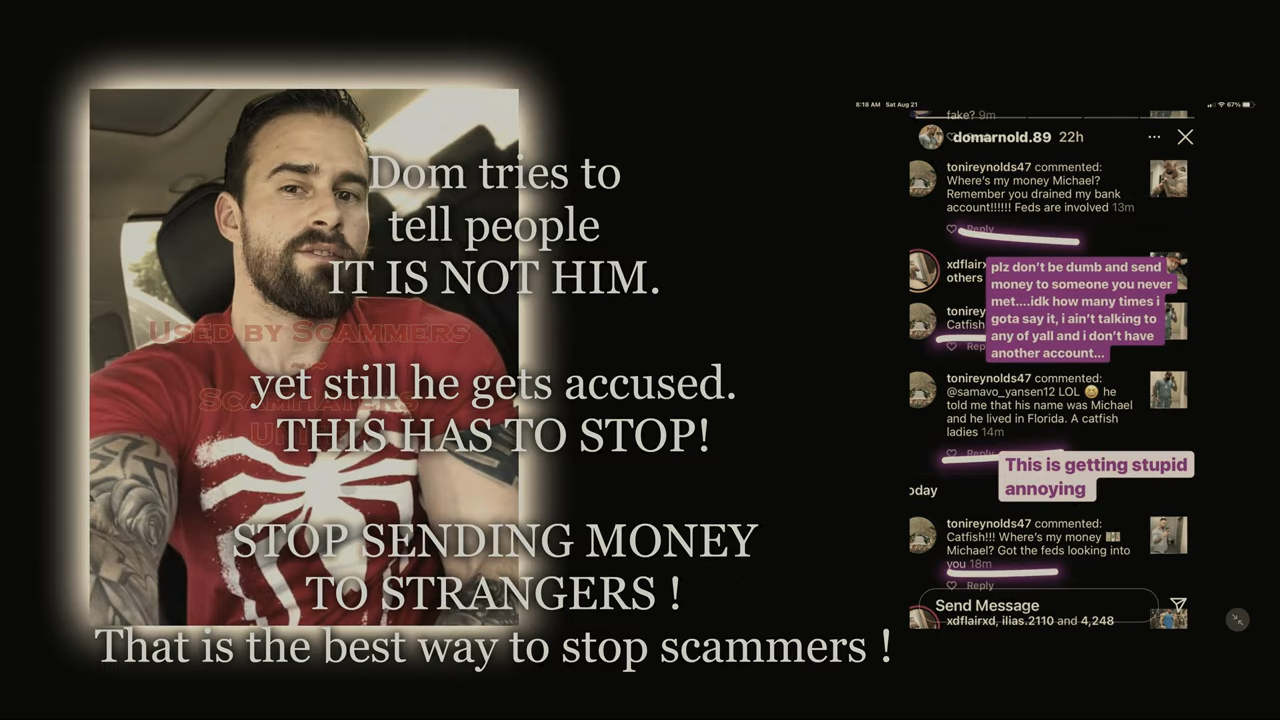 Dom tries to
tell people
IT IS NOT HIM.
USED BY SCAMMERS
yet still he gets accused.
THIS HAS TO STOP!
STOP SENDING MONEY
TO STRANGERS !
That is the best way to stop scammers !
8:18 AM Sat Aug 21
67%
fake? 9m
domarnold.89 22h
tonireynolds47 commented:
Where's my money Michael?
Remember you drained my bank
account!!!!!! Feds are involved 13m
Reply
xdflairx
others
plz don't be dumb and send
money to someone you never
met....idk how many times i
gota say it, i ain't talking to
any of yall and i don't have
another account...
tonirey
Catfish
Rep
tonireynolds47 commented:
@samavo_yansen12 LOL 😆 he
told me that his name was Michael
and he lived in Florida. A catfish
ladies 14m
This is getting stupid
annoying
oday
tonireynolds47 commented:
Catfish!!! Where's my money 💵
Michael? Got the feds looking into
you 18m
Reply
Send Message
xdflairxd, ilias.2110 and 4,248